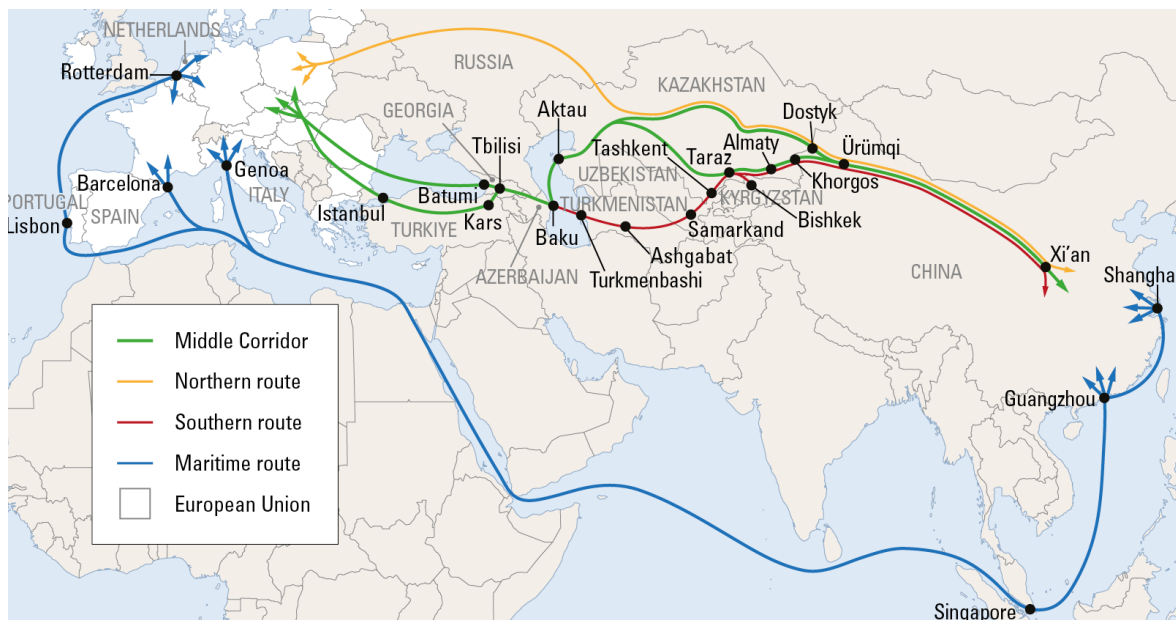 NETHERLANDS
Rotterdam
RUSSIA
KAZAKHSTAN
GEORGIA
Aktau
Dostyk
Tbilisi
Tashkent
Almaty
Ürümqi
Taraz
Genoa
UZBEKISTAN
Khorgos
Barcelona
ITALY
PORTUGAL
SPAIN
Batumi
TURKMENISTAN
KYRGYZSTAN
Lisbon
Istanbul
Kars
Bishkek
TURKIYE
Baku
Samarkand
Ashgabat
Xi'an
AZERBAIJAN
Turkmenbashi
CHINA
Shangha
Middle Corridor
Northern route
Guangzhou
Southern route
Maritime route
European Union
Singapore